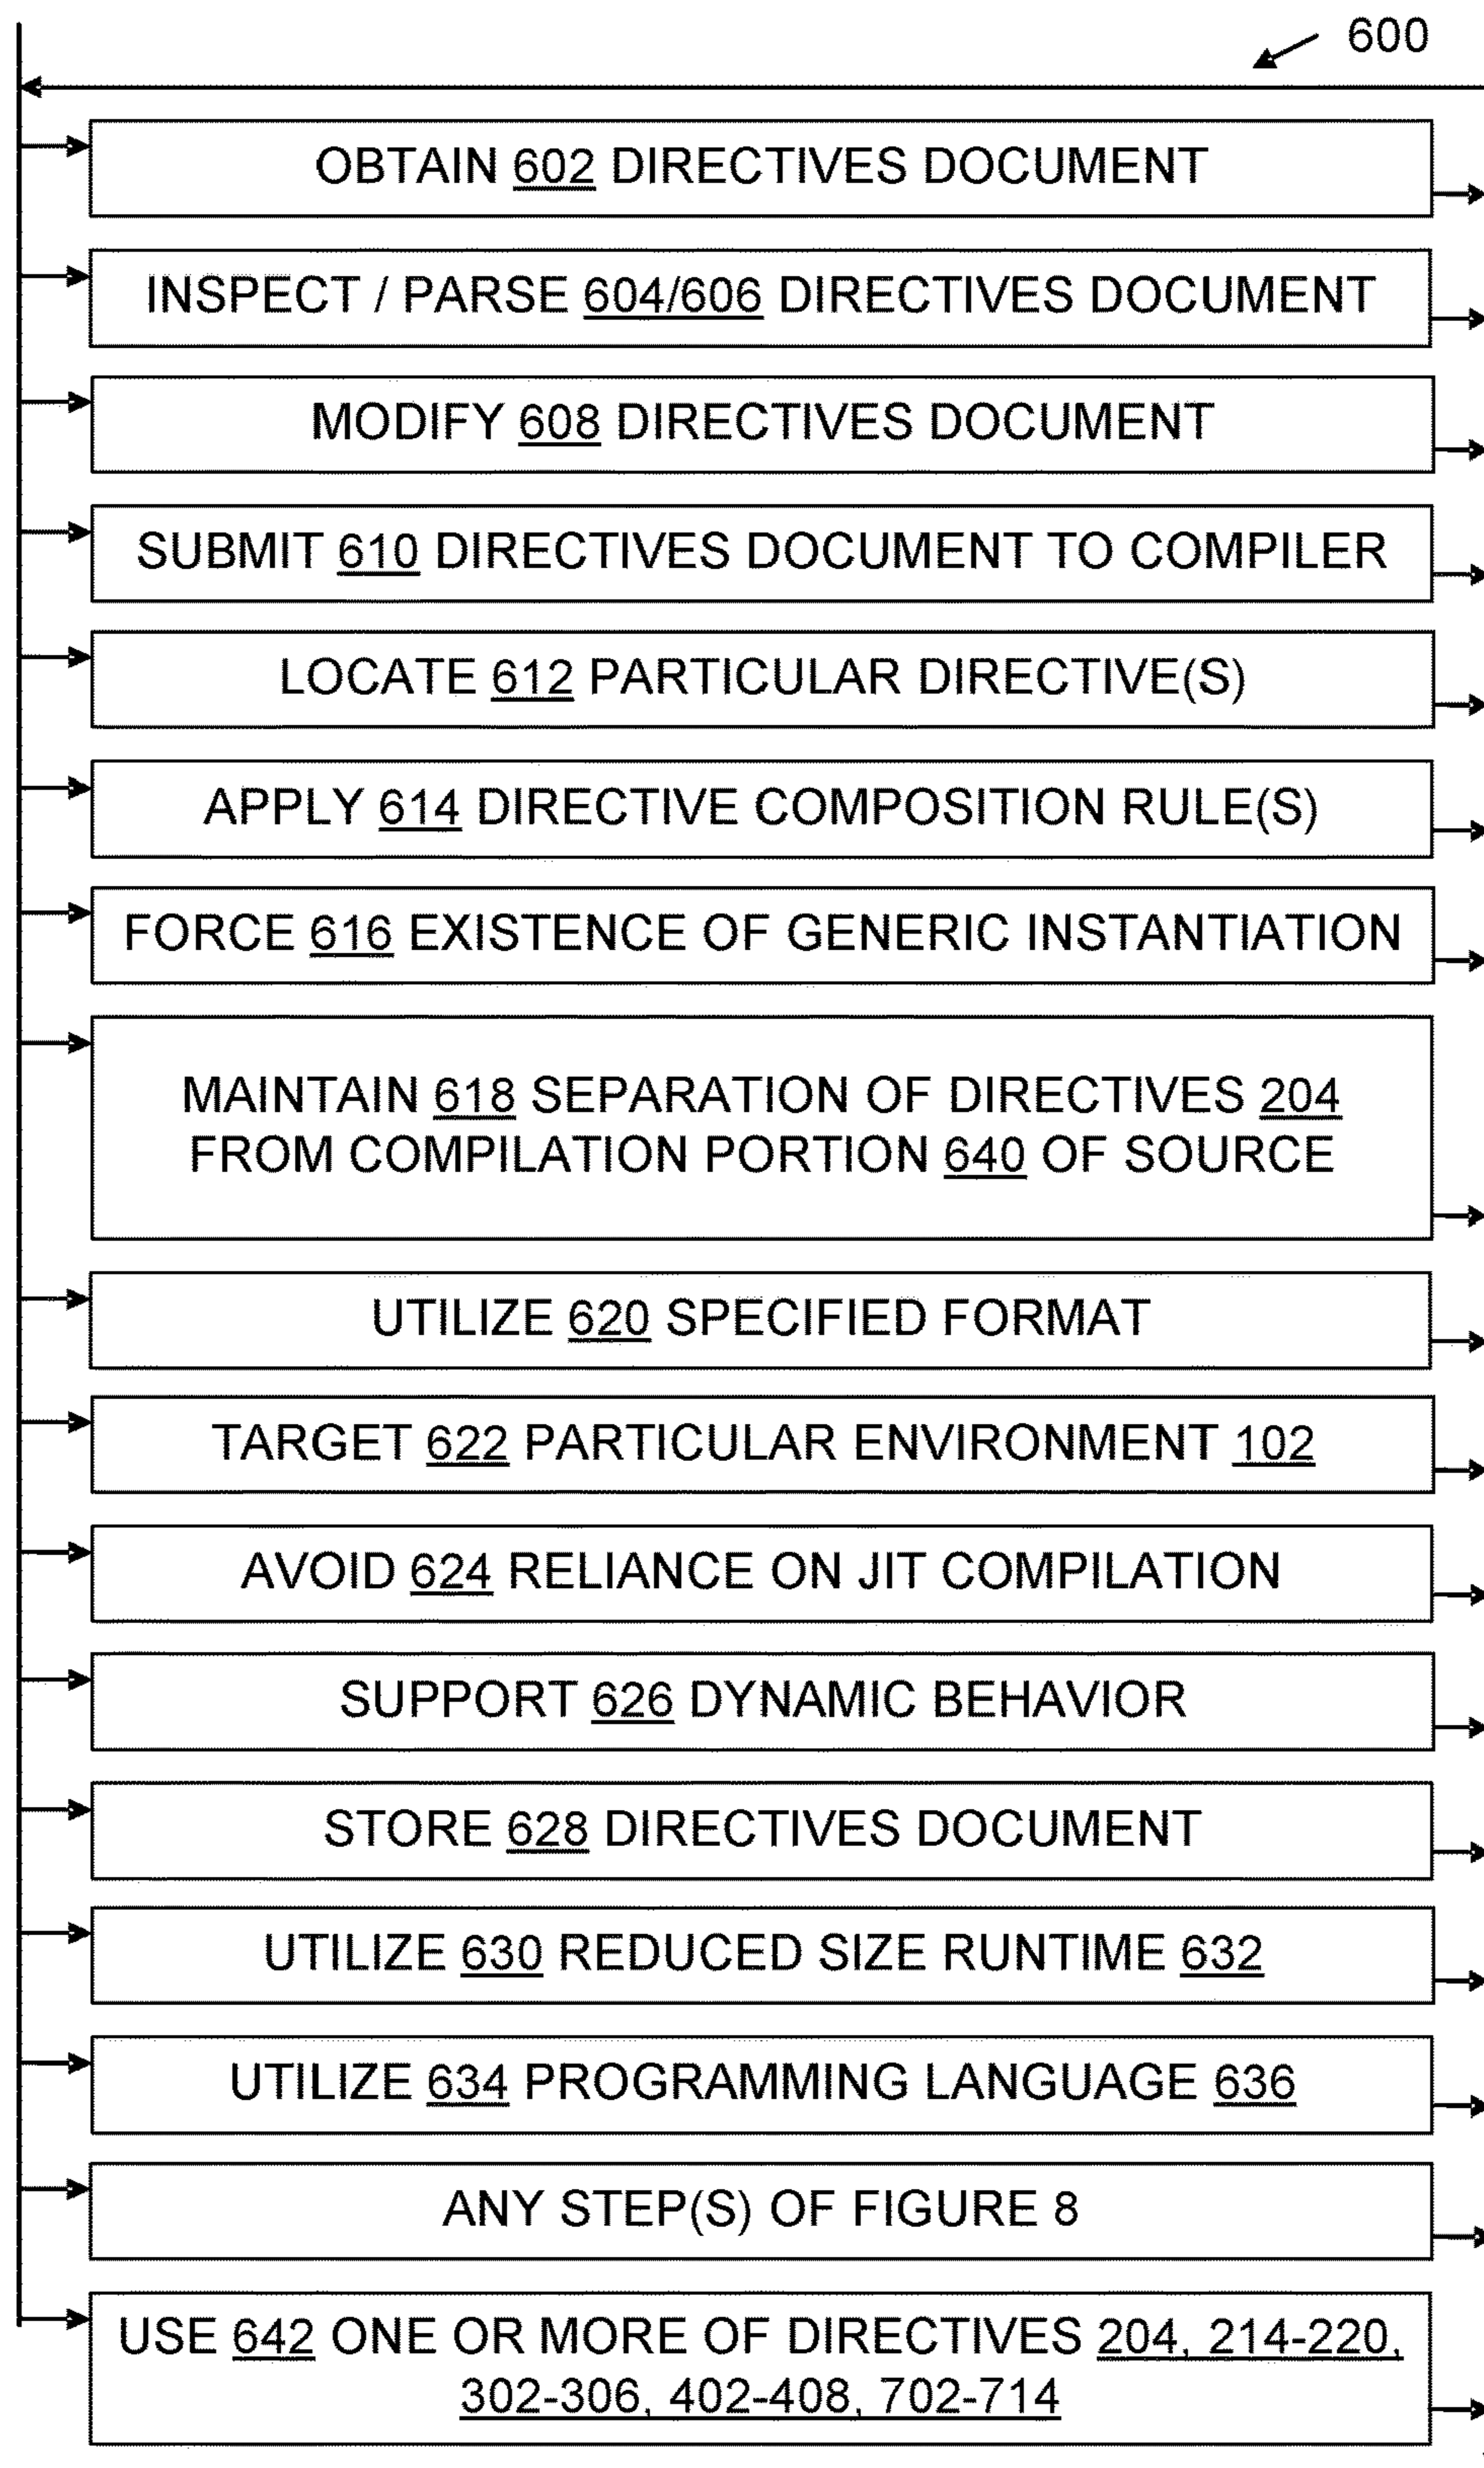 600
OBTAIN 602 DIRECTIVES DOCUMENT
INSPECT / PARSE 604/606 DIRECTIVES DOCUMENT
MODIFY 608 DIRECTIVES DOCUMENT
SUBMIT 610 DIRECTIVES DOCUMENT TO COMPILER
LOCATE 612 PARTICULAR DIRECTIVE(S)
APPLY 614 DIRECTIVE COMPOSITION RULE(S)
FORCE 616 EXISTENCE OF GENERIC INSTANTIATION
MAINTAIN 618 SEPARATION OF DIRECTIVES 204
FROM COMPILATION PORTION 640 OF SOURCE
UTILIZE 620 SPECIFIED FORMAT
TARGET 622 PARTICULAR ENVIRONMENT 102
AVOID 624 RELIANCE ON JIT COMPILATION
SUPPORT 626 DYNAMIC BEHAVIOR
STORE 628 DIRECTIVES DOCUMENT
UTILIZE 630 REDUCED SIZE RUNTIME 632
UTILIZE 634 PROGRAMMING LANGUAGE 636
ANY STEP(S) OF FIGURE 8
USE 642 ONE OR MORE OF DIRECTIVES 204, 214-220,
302-306, 402-408, 702-714